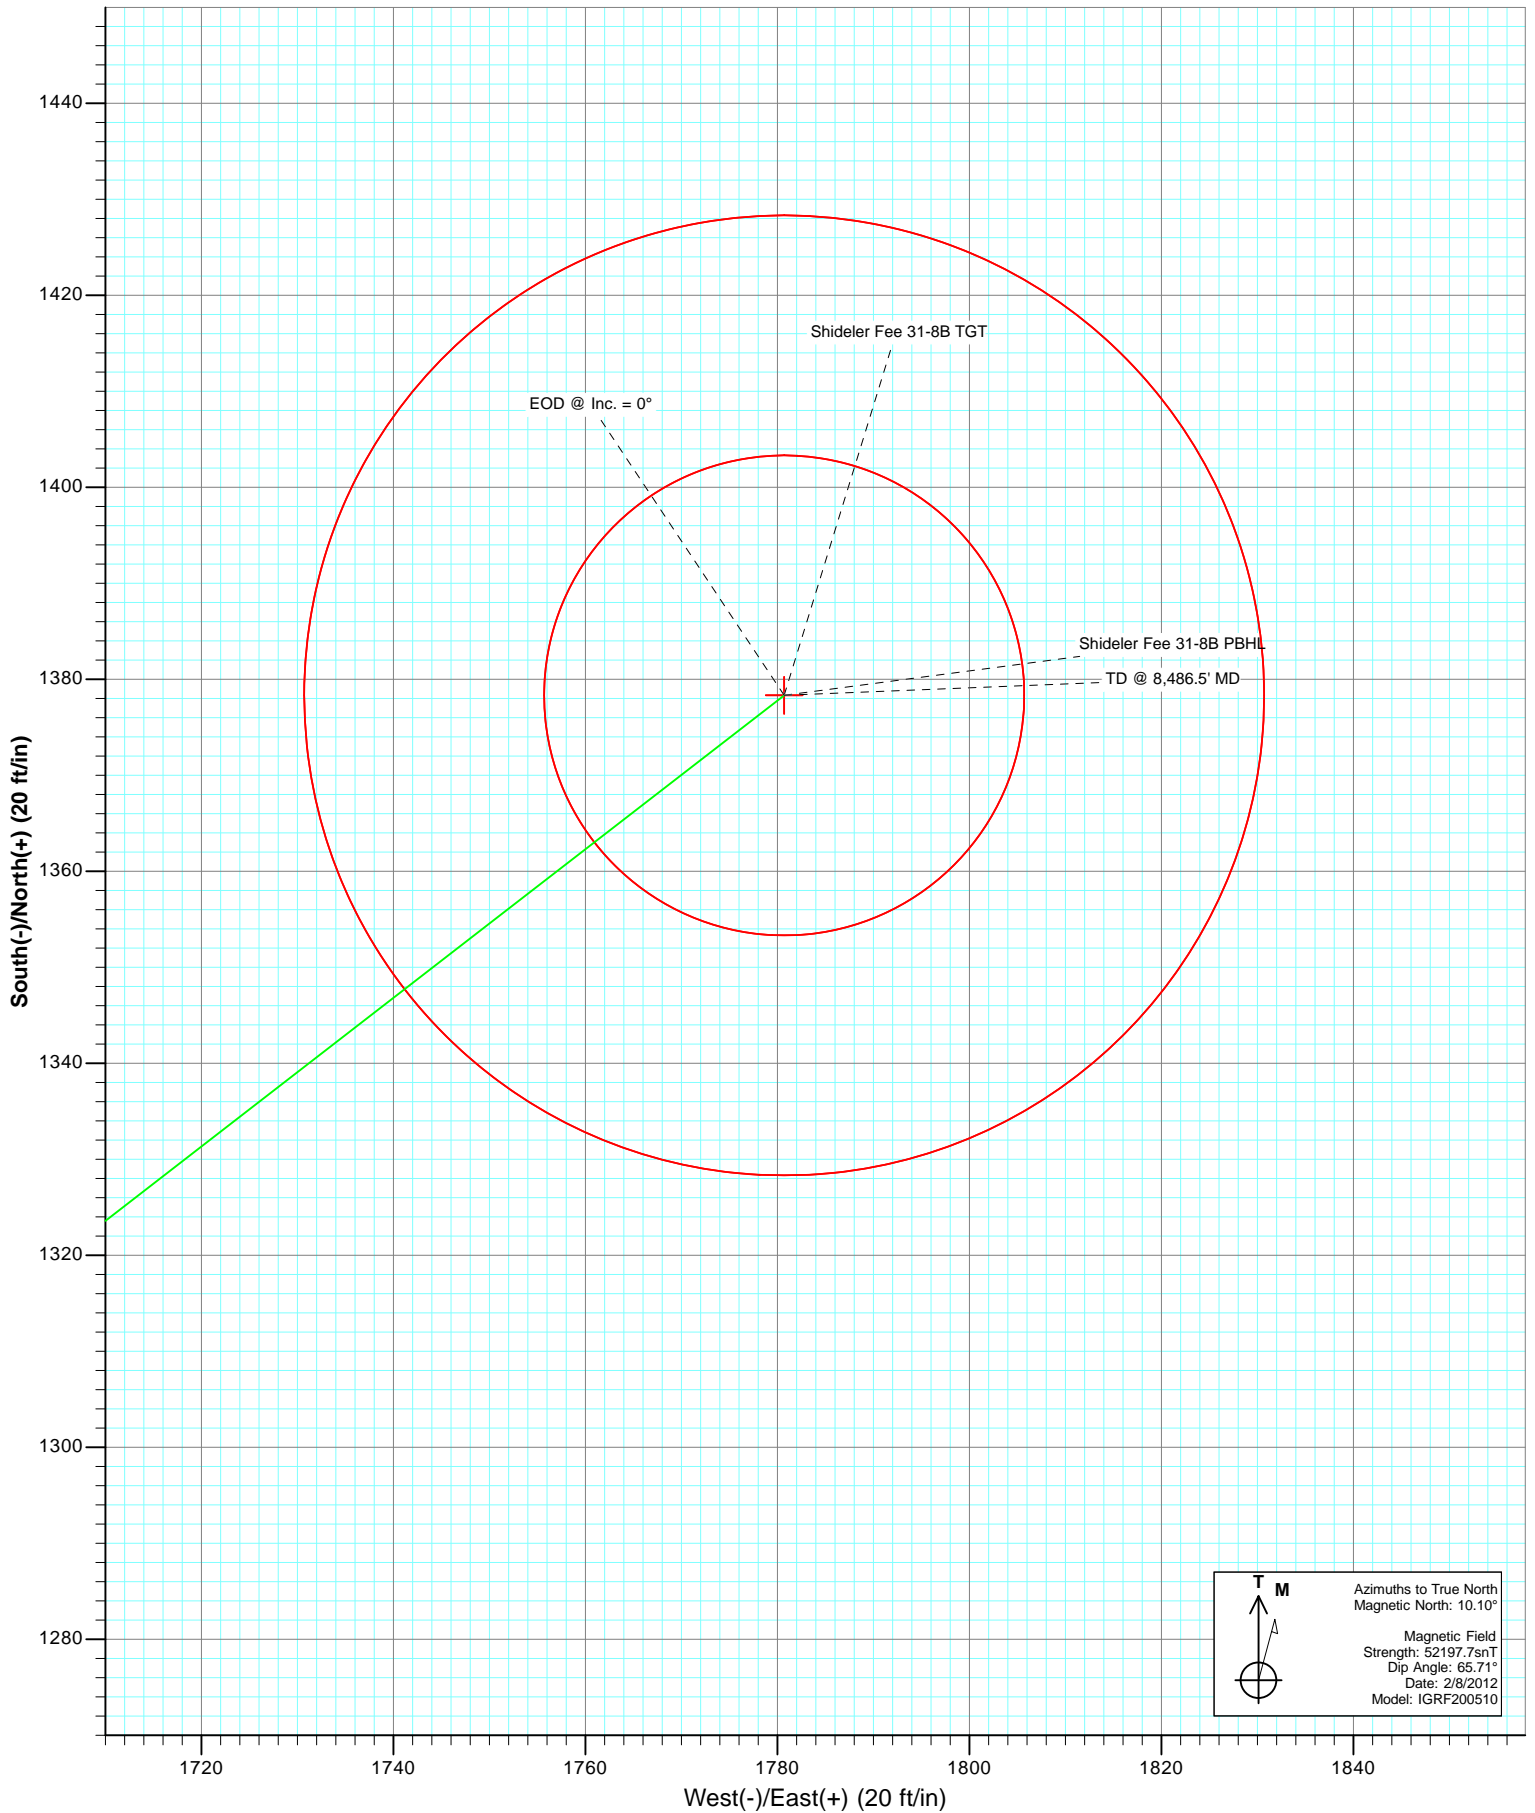 1440
1420
Shideler Fee 31-8B TGT
EOD @ Inc. = 0°
1400
Shideler Fee 31-8B PBHL
1380
TD @ 8,486.5' MD
South(-)/North(+) (20 ft/in)
1360
1340
1320
1300
1280
T
M
Azimuths to True North
Magnetic North: 10.10°
Magnetic Field
Strength: 52197.7snT
Dip Angle: 65.71°
Date: 2/8/2012
Model: IGRF200510
1720
1740
1760
1780
1800
1820
1840
West(-)/East(+) (20 ft/in)